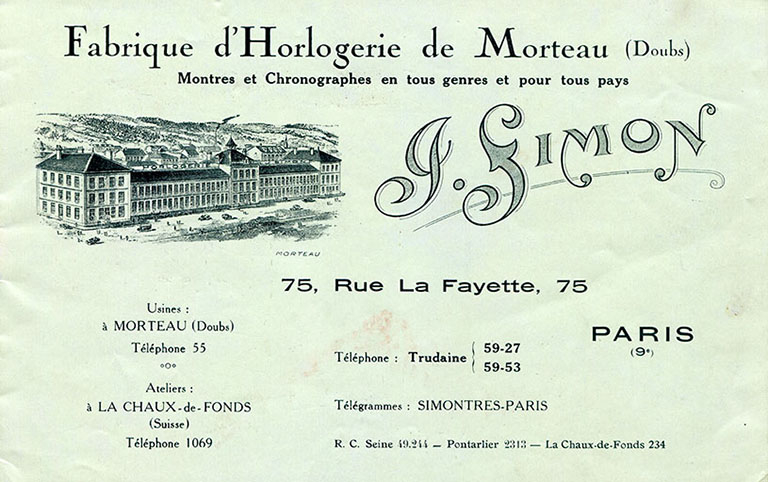 Fabrique d'Horlogerie de Morteau (Doubs)
Montres et Chronographes en tous genres et pour tous pays
J. SIMON
MORTEAU
75, Rue La Fayette, 75
PARIS
(9e)
Usines :
à MORTEAU (Doubs)
Téléphone 55
Ateliers :
à LA CHAUX-de-FONDS
(Suisse)
Téléphone 1069
Téléphone : Trudaine { 59-27
59-53
Télégrammes : SIMONTRES-PARIS
R. C. Seine 49.244 — Pontarlier 2313 — La Chaux-de-Fonds 234